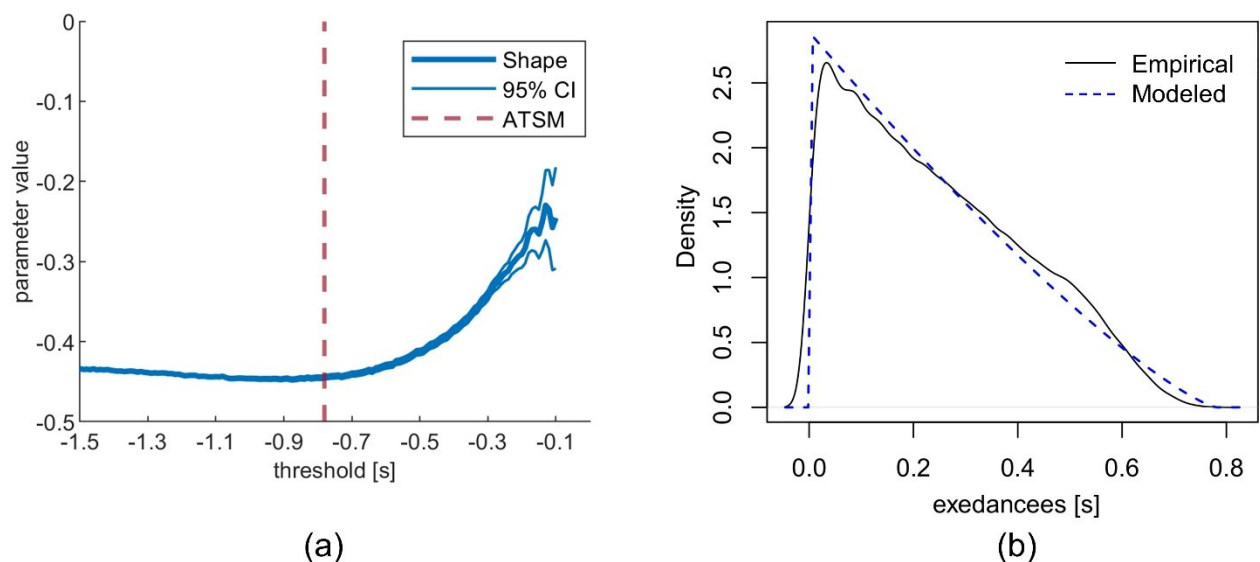 0
-0.1
-0.2
-0.3
-0.4
-0.5
parameter value
Shape
95% CI
ATSM
-1.5 -1.3 -1.1 -0.9 -0.7 -0.5 -0.3 -0.1
threshold [s]
(a)
2.5
2.0
1.5
1.0
0.5
0.0
Density
Empirical
Modeled
0.0 0.2 0.4 0.6 0.8
exedancees [s]
(b)